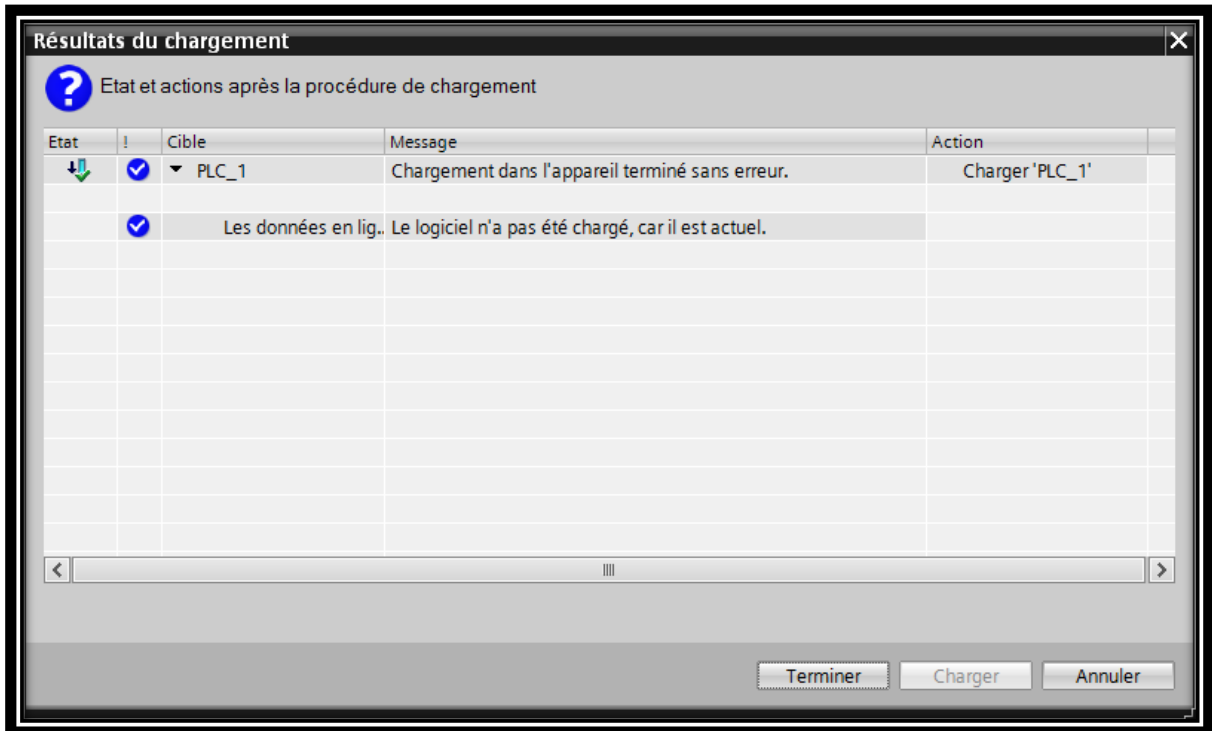 Résultats du chargement
Etat et actions après la procédure de chargement
Etat ! Cible Message Action
PLC_1 Chargement dans l'appareil terminé sans erreur. Charger 'PLC_1'
Les données en lig.. Le logiciel n'a pas été chargé, car il est actuel.
Terminer Charger Annuler